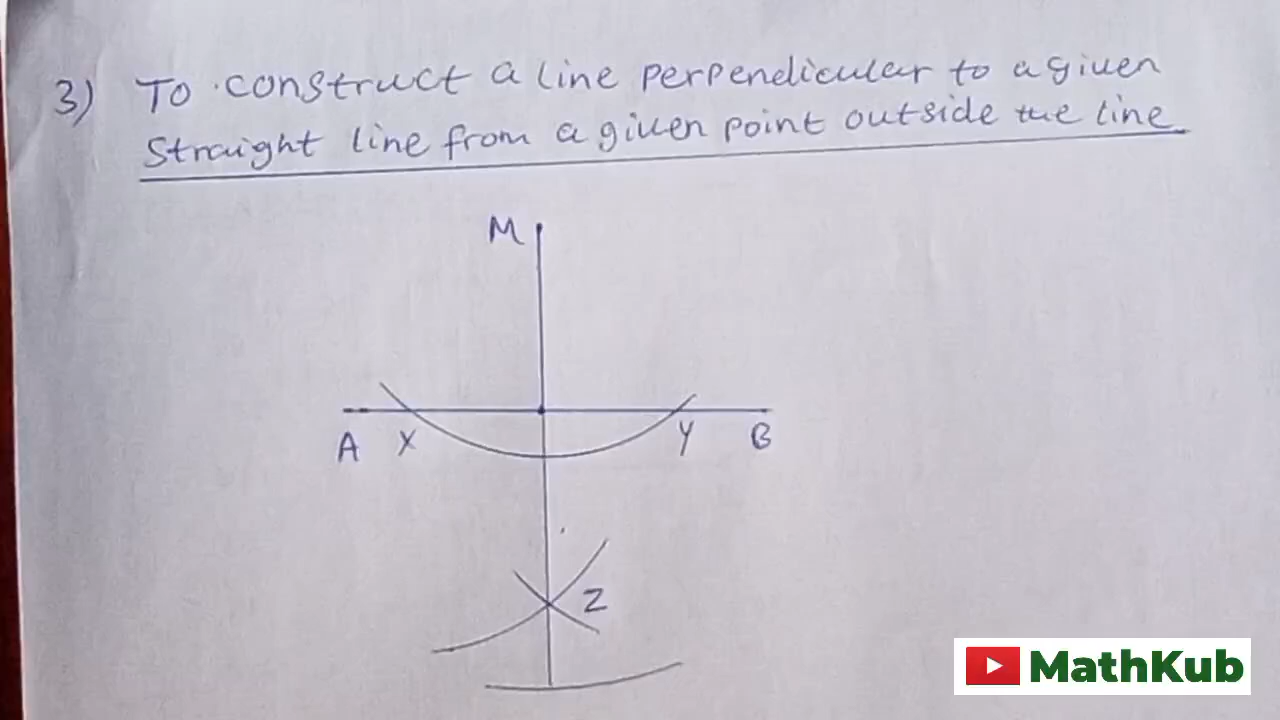 3) To construct a line perpendicular to a given
straight line from a given point outside the line
M
A X Y B
Z
MathKub